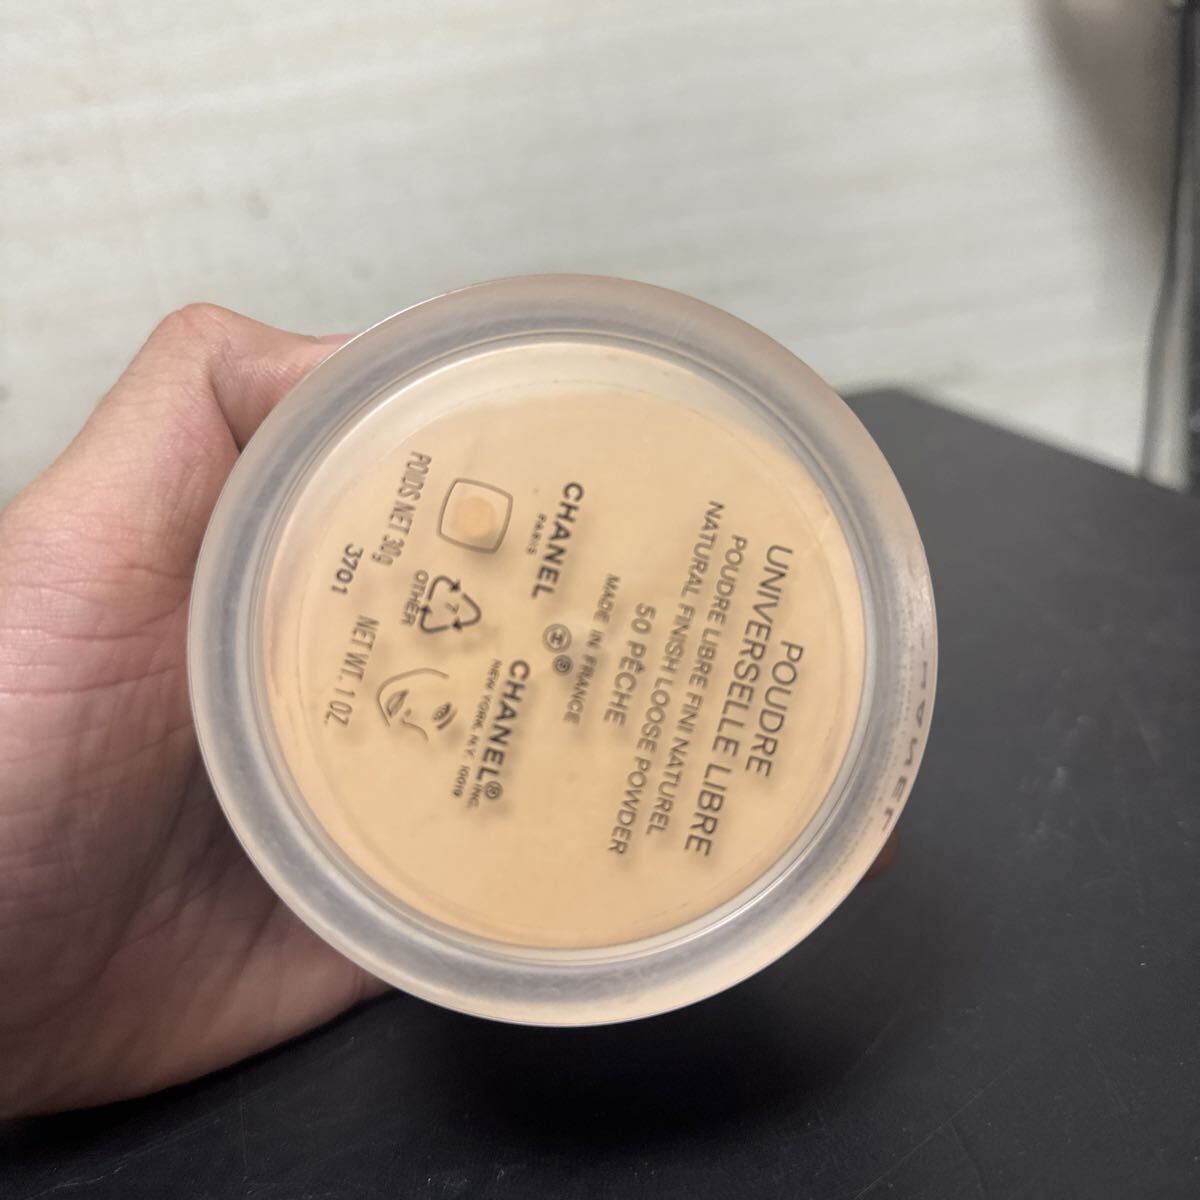 POUDRE
UNIVERSELLE LIBRE
POUDRE LIBRE FINI NATUREL
NATURAL FINISH LOOSE POWDER
50 PÊCHE
MADE IN FRANCE
CHANEL
PARIS
CHANEL® INC.
NEW YORK, N.Y. 10019
OTHER
POIDS NET 30g
NET WT. 1 OZ.
3701
CHANEL